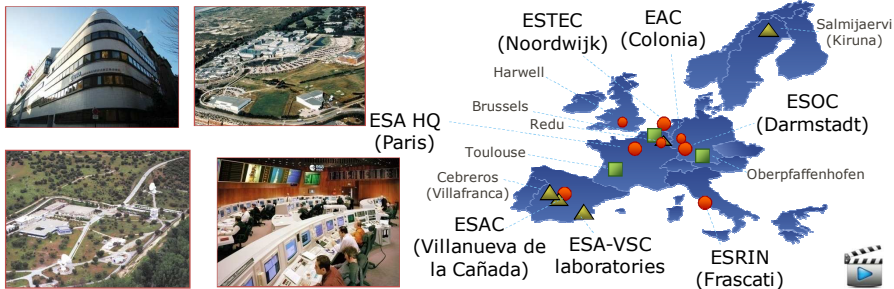 ESTEC
(Noordwijk)
EAC
(Colonia)
Salmijaervi
(Kiruna)
Harwell
Brussels
Redu
ESA HQ
(Paris)
ESOC
(Darmstadt)
Toulouse
Cebreros
(Villafranca)
Oberpfaffenhofen
ESAC
(Villanueva de
la Cañada)
ESA-VSC
laboratories
ESRIN
(Frascati)